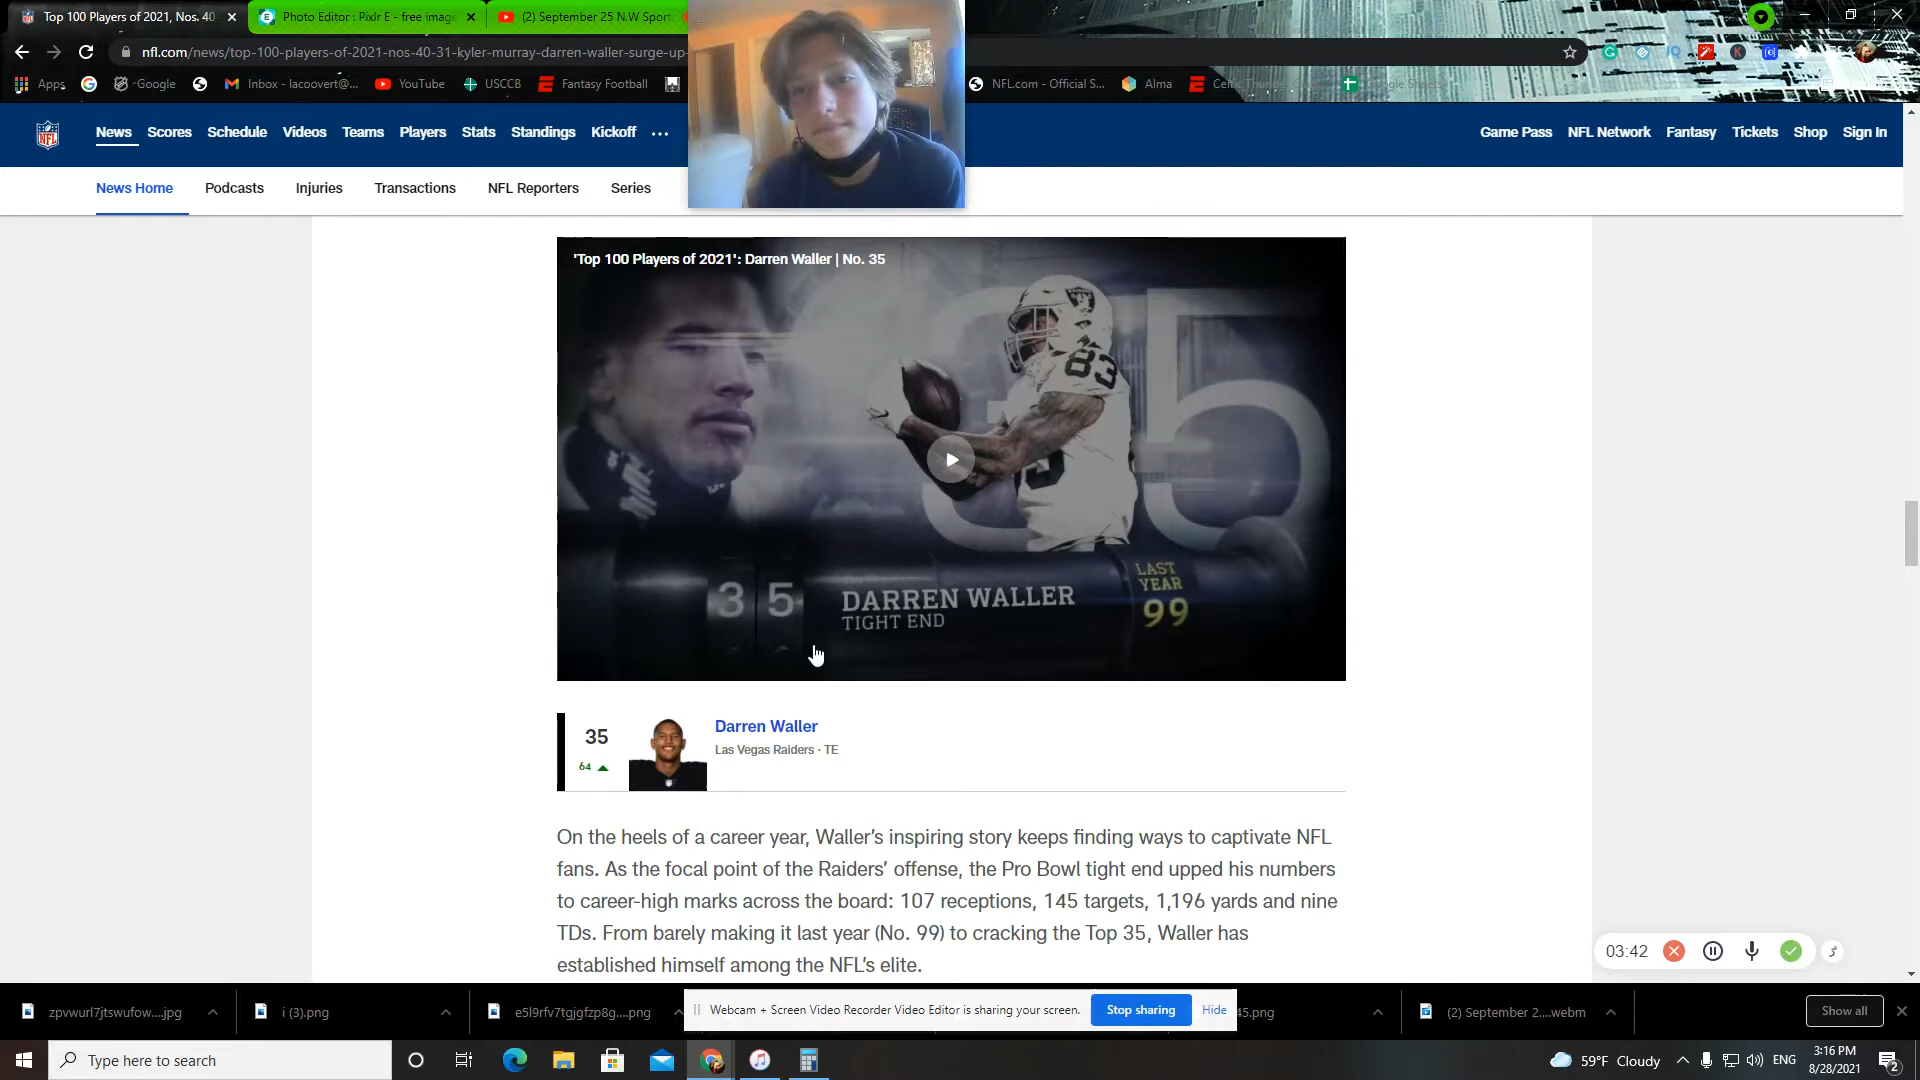 Top 100 Players of 2021, Nos. 40
Photo Editor : Pixlr E - free image
(2) September 25 N.W Sport
nfl.com/news/top-100-players-of-2021-nos-40-31-kyler-murray-darren-waller-surge-up-
Apps
-Google
Inbox - lacoovert@...
YouTube
USCCB
Fantasy Football
NFL.com - Official S...
Alma
News
Scores
Schedule
Videos
Teams
Players
Stats
Standings
Kickoff
Game Pass
NFL Network
Fantasy
Tickets
Shop
Sign In
News Home
Podcasts
Injuries
Transactions
NFL Reporters
Series
'Top 100 Players of 2021': Darren Waller | No. 35
83
35
DARREN WALLER
TIGHT END
LAST
YEAR
99
35
64
Darren Waller
Las Vegas Raiders · TE
On the heels of a career year, Waller's inspiring story keeps finding ways to captivate NFL
fans. As the focal point of the Raiders' offense, the Pro Bowl tight end upped his numbers
to career-high marks across the board: 107 receptions, 145 targets, 1,196 yards and nine
TDs. From barely making it last year (No. 99) to cracking the Top 35, Waller has
established himself among the NFL's elite.
03:42
zpvwurl7jtswufow....jpg
i (3).png
e5l9rfv7tgjgfzp8g....png
Webcam + Screen Video Recorder Video Editor is sharing your screen.
Stop sharing
Hide
45.png
(2) September 2....webm
Show all
Type here to search
59°F Cloudy
ENG
3:16 PM
8/28/2021
2